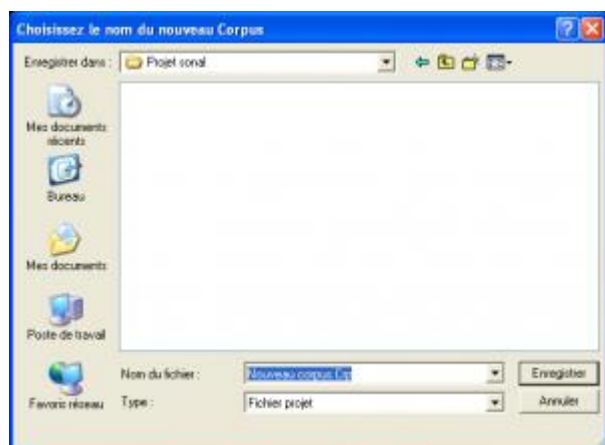 Choisissez le nom du nouveau Corpus
Enregistrer dans :
Projet sonal
Mes documents
récents
Bureau
Mes documents
Poste de travail
Favoris réseau
Nom du fichier :
Nouveau corpus.Crp
Enregistrer
Type :
Fichier projet
Annuler